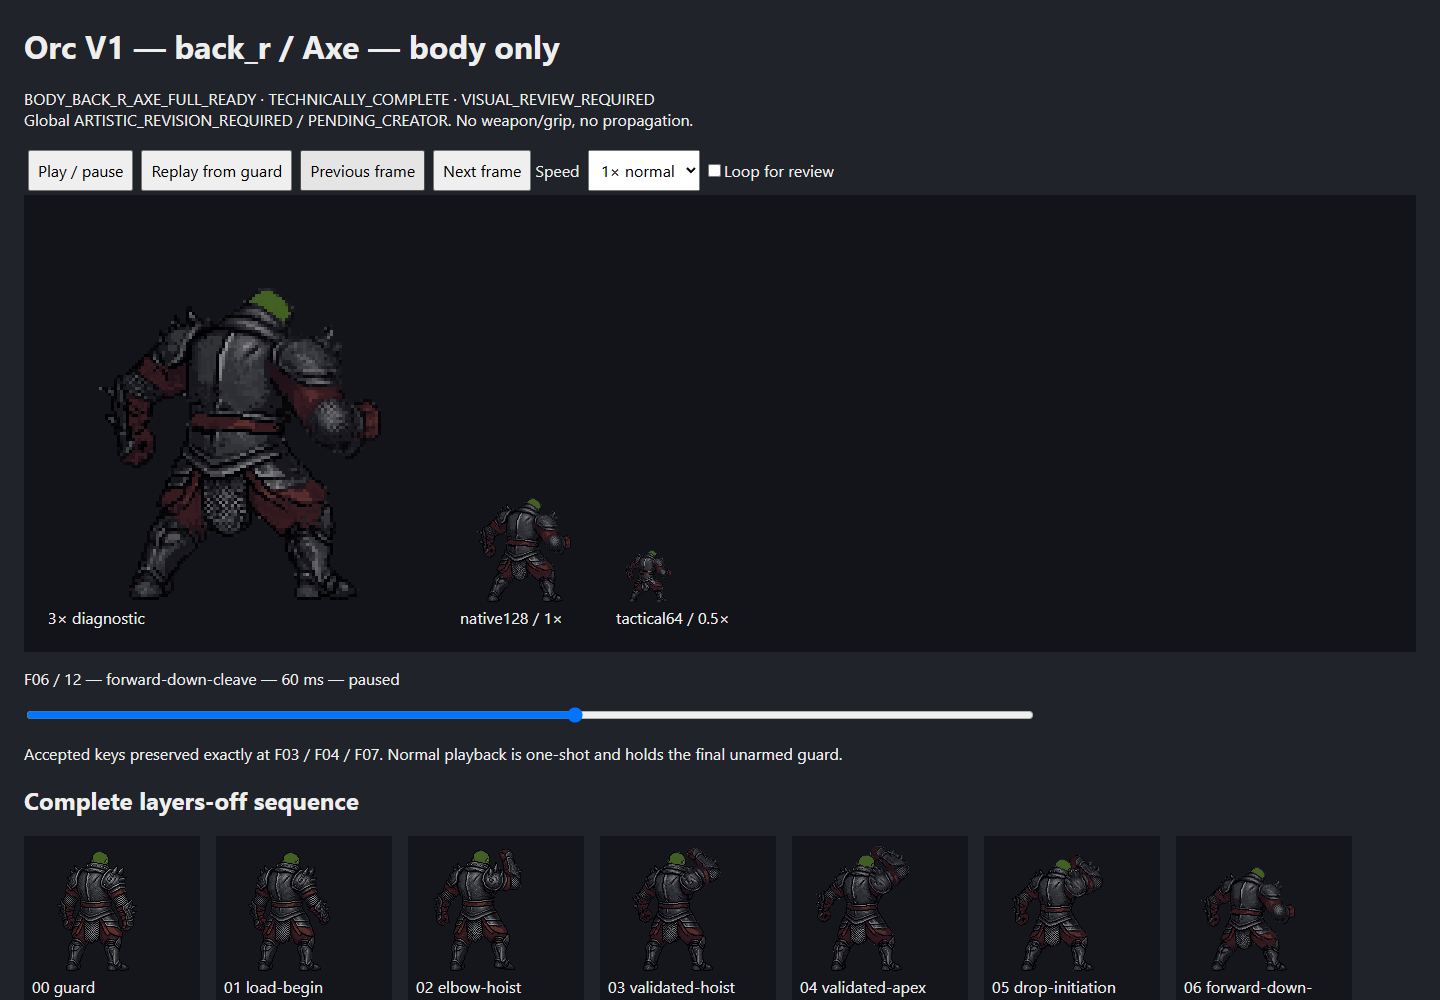 Orc V1 — back_r / Axe — body only
BODY_BACK_R_AXE_FULL_READY · TECHNICALLY_COMPLETE · VISUAL_REVIEW_REQUIRED
Global ARTISTIC_REVISION_REQUIRED / PENDING_CREATOR. No weapon/grip, no propagation.
Play / pause Replay from guard Previous frame Next frame Speed 1× normal Loop for review
3× diagnostic native128 / 1× tactical64 / 0.5×
F06 / 12 — forward-down-cleave — 60 ms — paused
Accepted keys preserved exactly at F03 / F04 / F07. Normal playback is one-shot and holds the final unarmed guard.
Complete layers-off sequence
00 guard 01 load-begin 02 elbow-hoist 03 validated-hoist 04 validated-apex 05 drop-initiation 06 forward-down-